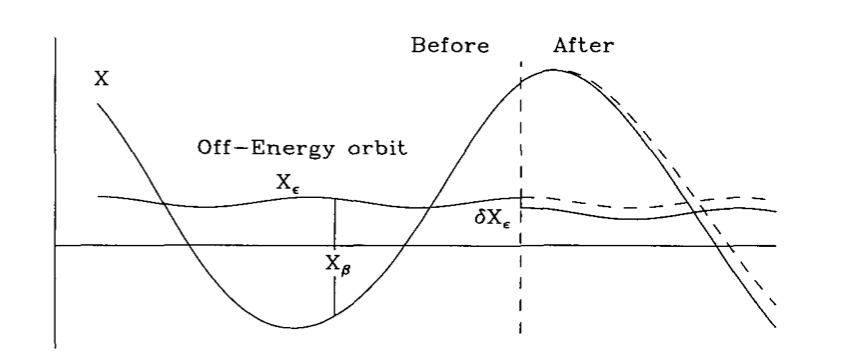 Before After
X
Off-Energy orbit
Xϵ
δXϵ
Xβ